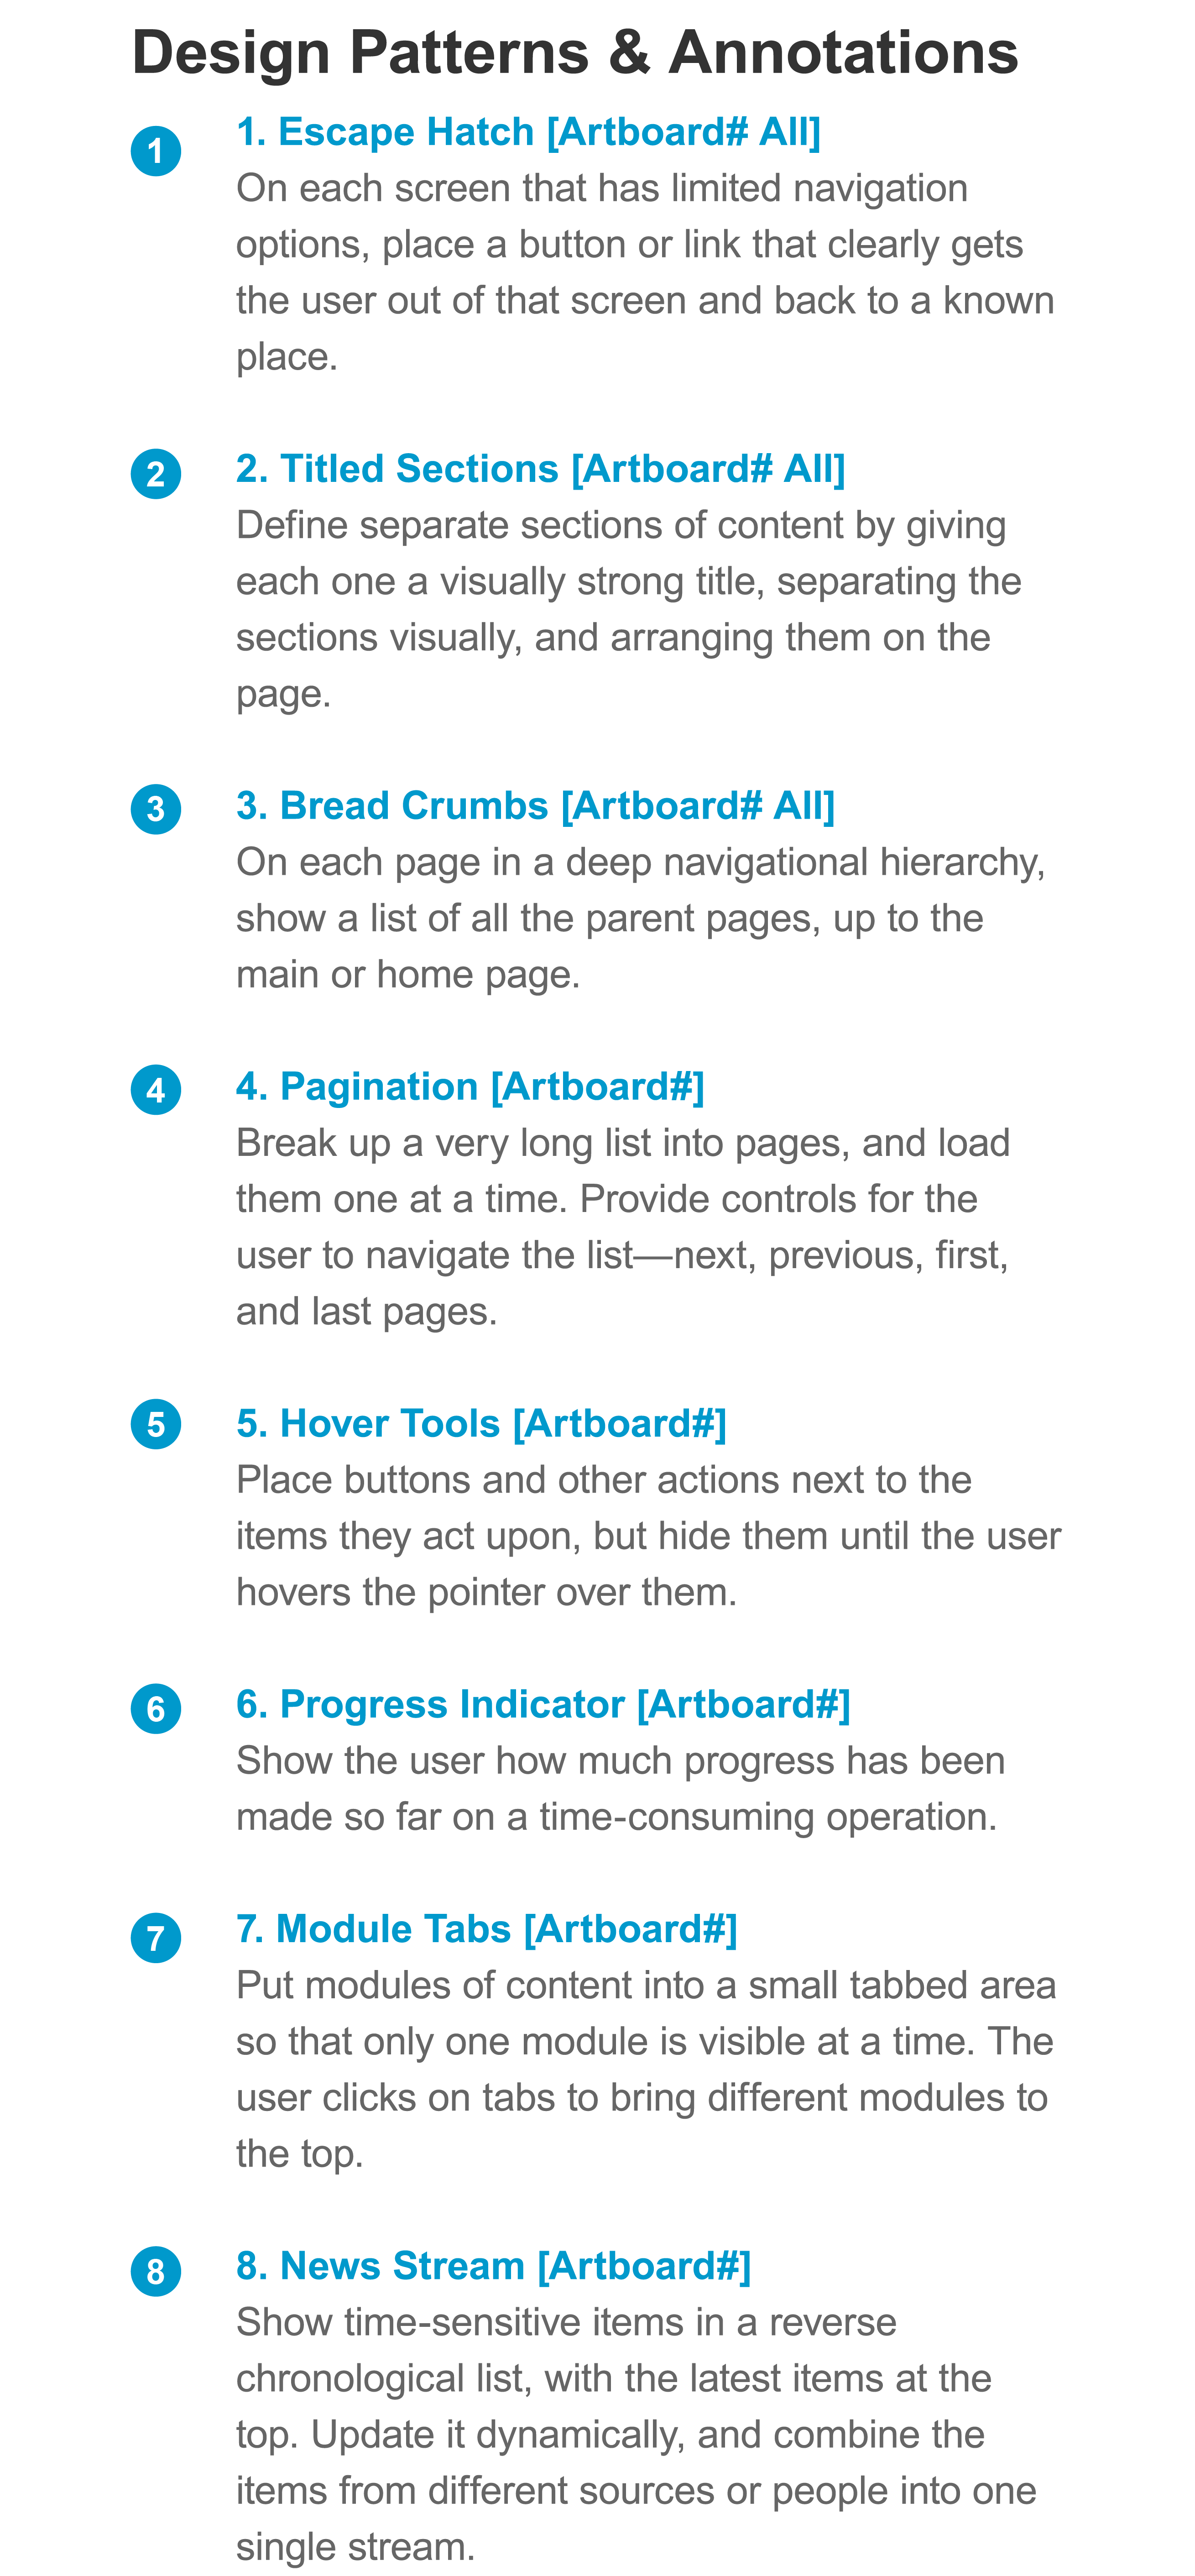 Design Patterns & Annotations
1
1. Escape Hatch [Artboard# All]
On each screen that has limited navigation
options, place a button or link that clearly gets
the user out of that screen and back to a known
place.
2
2. Titled Sections [Artboard# All]
Define separate sections of content by giving
each one a visually strong title, separating the
sections visually, and arranging them on the
page.
3
3. Bread Crumbs [Artboard# All]
On each page in a deep navigational hierarchy,
show a list of all the parent pages, up to the
main or home page.
4
4. Pagination [Artboard#]
Break up a very long list into pages, and load
them one at a time. Provide controls for the
user to navigate the list—next, previous, first,
and last pages.
5
5. Hover Tools [Artboard#]
Place buttons and other actions next to the
items they act upon, but hide them until the user
hovers the pointer over them.
6
6. Progress Indicator [Artboard#]
Show the user how much progress has been
made so far on a time-consuming operation.
7
7. Module Tabs [Artboard#]
Put modules of content into a small tabbed area
so that only one module is visible at a time. The
user clicks on tabs to bring different modules to
the top.
8
8. News Stream [Artboard#]
Show time-sensitive items in a reverse
chronological list, with the latest items at the
top. Update it dynamically, and combine the
items from different sources or people into one
single stream.